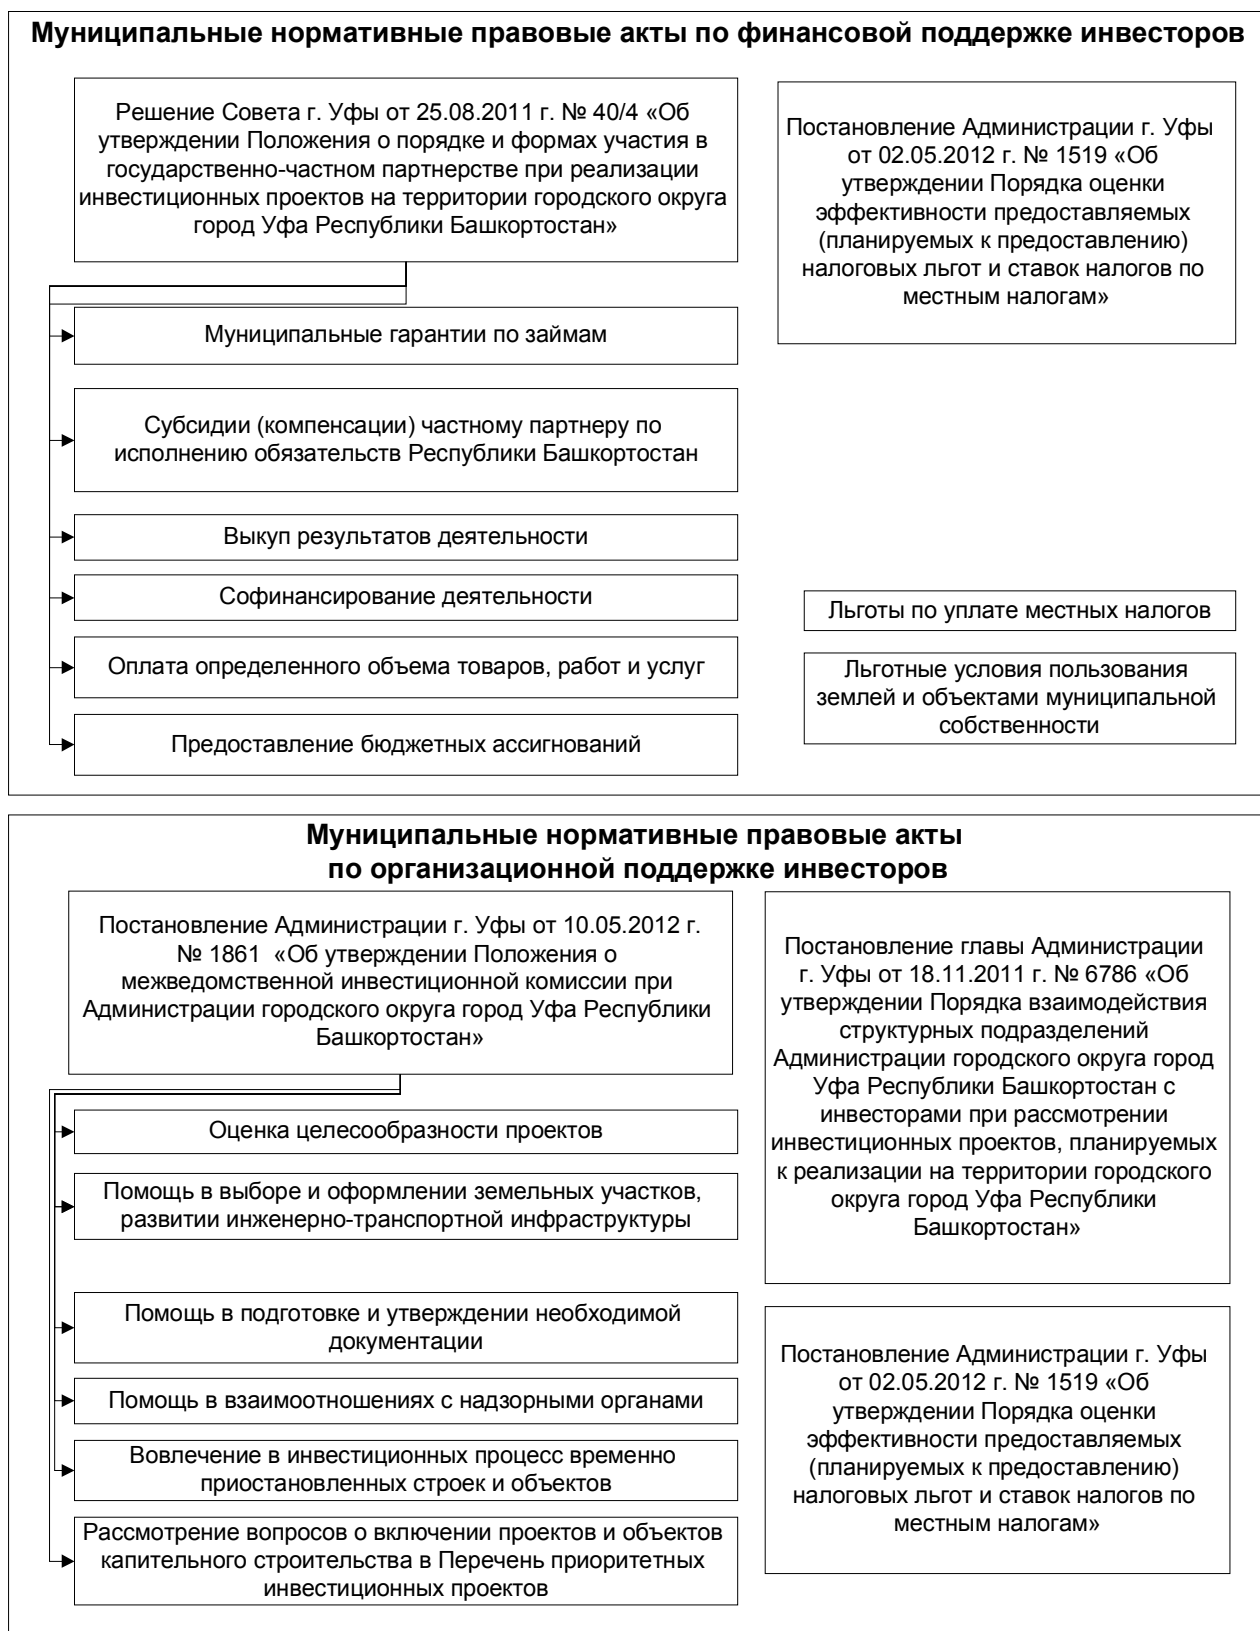 Муниципальные нормативные правовые акты по финансовой поддержке инвесторов
Решение Совета г. Уфы от 25.08.2011 г. № 40/4 «Об
утверждении Положения о порядке и формах участия в
государственно-частном партнерстве при реализации
инвестиционных проектов на территории городского округа
город Уфа Республики Башкортостан»
Муниципальные гарантии по займам
Субсидии (компенсации) частному партнеру по
исполнению обязательств Республики Башкортостан
Выкуп результатов деятельности
Софинансирование деятельности
Оплата определенного объема товаров, работ и услуг
Предоставление бюджетных ассигнований
Постановление Администрации г. Уфы
от 02.05.2012 г. № 1519 «Об
утверждении Порядка оценки
эффективности предоставляемых
(планируемых к предоставлению)
налоговых льгот и ставок налогов по
местным налогам»
Льготы по уплате местных налогов
Льготные условия пользования
землей и объектами муниципальной
собственности
Муниципальные нормативные правовые акты
по организационной поддержке инвесторов
Постановление Администрации г. Уфы от 10.05.2012 г.
№ 1861 «Об утверждении Положения о
межведомственной инвестиционной комиссии при
Администрации городского округа город Уфа Республики
Башкортостан»
Оценка целесообразности проектов
Помощь в выборе и оформлении земельных участков,
развитии инженерно-транспортной инфраструктуры
Помощь в подготовке и утверждении необходимой
документации
Помощь в взаимоотношениях с надзорными органами
Вовлечение в инвестиционных процесс временно
приостановленных строек и объектов
Рассмотрение вопросов о включении проектов и объектов
капительного строительства в Перечень приоритетных
инвестиционных проектов
Постановление главы Администрации
г. Уфы от 18.11.2011 г. № 6786 «Об
утверждении Порядка взаимодействия
структурных подразделений
Администрации городского округа город
Уфа Республики Башкортостан с
инвесторами при рассмотрении
инвестиционных проектов, планируемых
к реализации на территории городского
округа город Уфа Республики
Башкортостан»
Постановление Администрации г. Уфы
от 02.05.2012 г. № 1519 «Об
утверждении Порядка оценки
эффективности предоставляемых
(планируемых к предоставлению)
налоговых льгот и ставок налогов по
местным налогам»